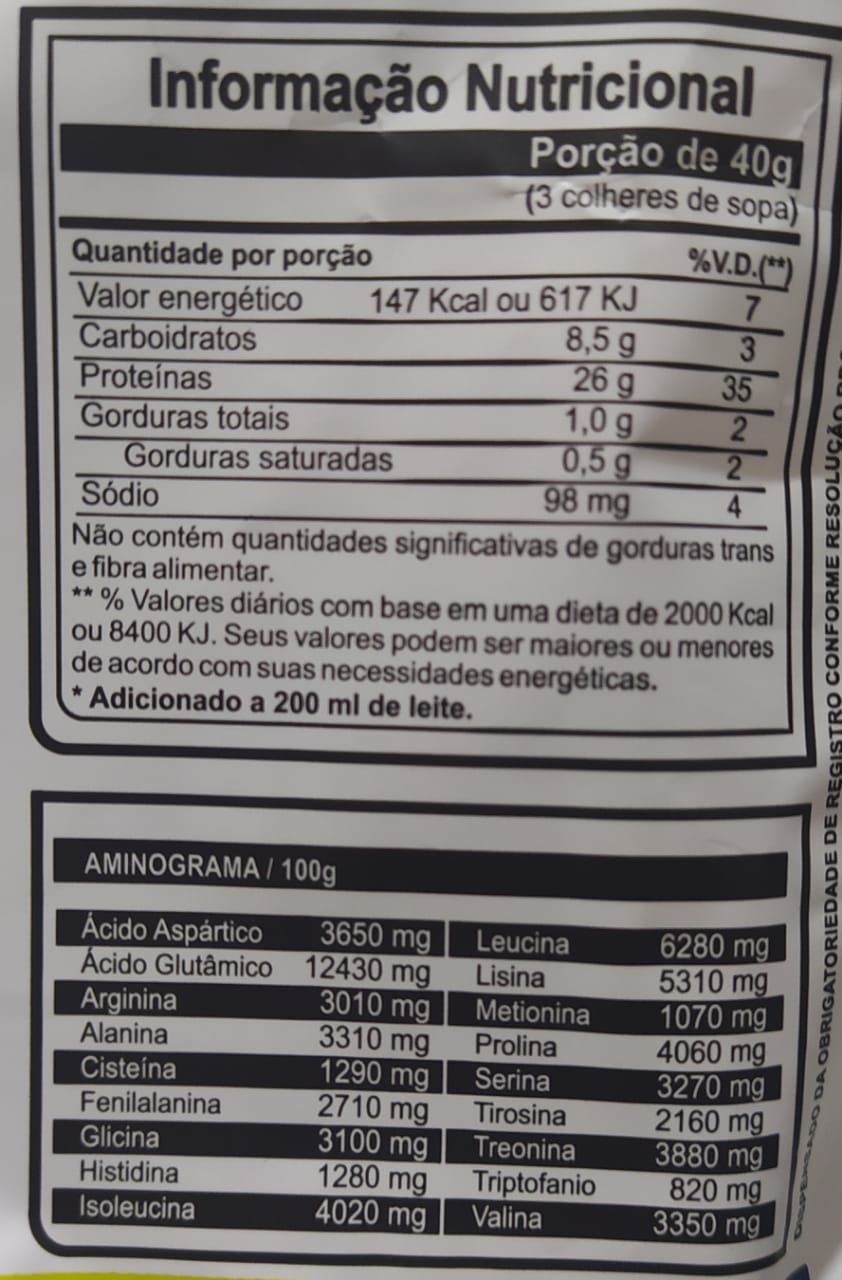 Informação Nutricional
Porção de 40g
(3 colheres de sopa)
Quantidade por porção %V.D.(**)
Valor energético 147 Kcal ou 617 KJ 7
Carboidratos 8,5 g 3
Proteínas 26 g 35
Gorduras totais 1,0 g 2
Gorduras saturadas 0,5 g 2
Sódio 98 mg 4
Não contém quantidades significativas de gorduras trans
e fibra alimentar.
** % Valores diários com base em uma dieta de 2000 Kcal
ou 8400 KJ. Seus valores podem ser maiores ou menores
de acordo com suas necessidades energéticas.
* Adicionado a 200 ml de leite.
AMINOGRAMA / 100g
Ácido Aspártico 3650 mg Leucina 6280 mg
Ácido Glutâmico 12430 mg Lisina 5310 mg
Arginina 3010 mg Metionina 1070 mg
Alanina 3310 mg Prolina 4060 mg
Cisteína 1290 mg Serina 3270 mg
Fenilalanina 2710 mg Tirosina 2160 mg
Glicina 3100 mg Treonina 3880 mg
Histidina 1280 mg Triptofanio 820 mg
Isoleucina 4020 mg Valina 3350 mg
DA OBRIGATORIEDADE DE REGISTRO CONFORME RESOLUÇÃO